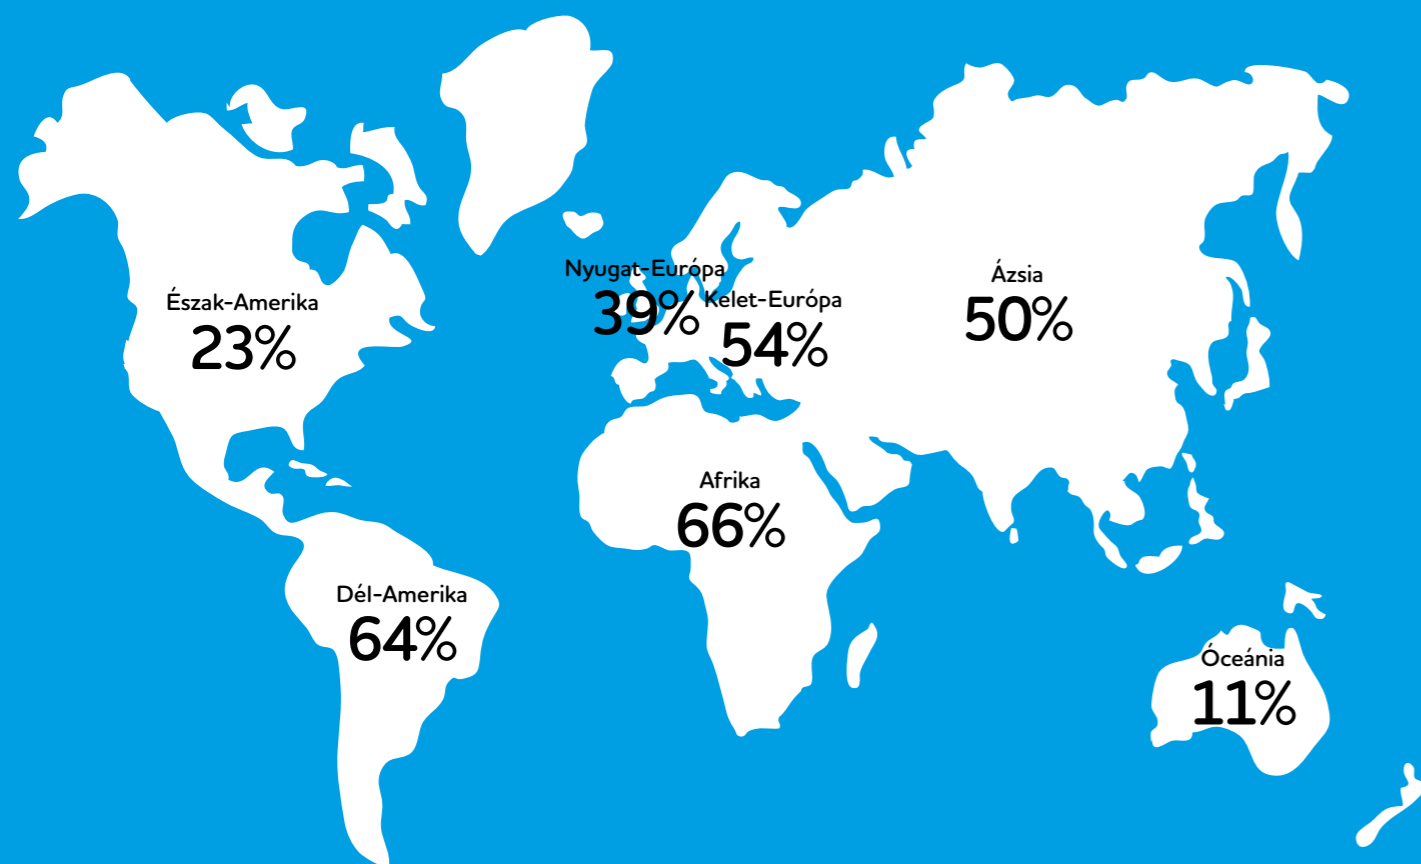 Nyugat-Európa
39%
Kelet-Európa
54%
Ázsia
50%
Észak-Amerika
23%
Afrika
66%
Dél-Amerika
64%
Óceánia
11%